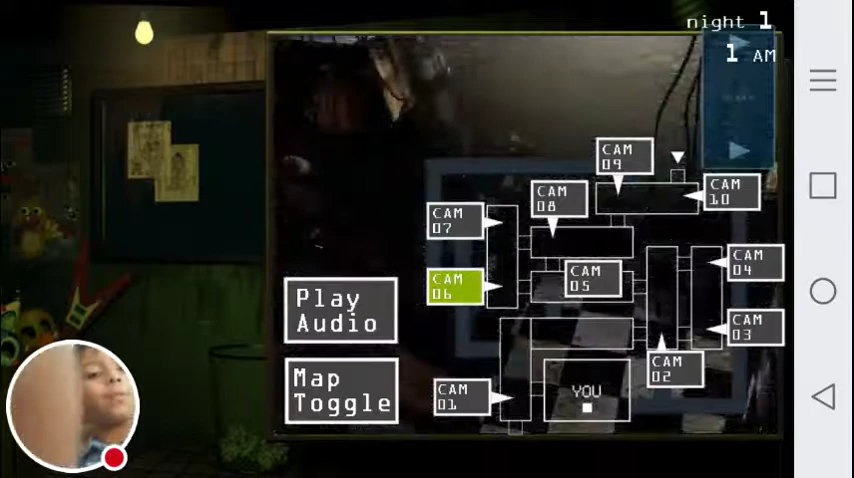 night 1
1 AM
CAM
09
CAM
10
CAM
08
CAM
07
CAM
04
CAM
05
CAM
06
Play
Audio
CAM
03
CAM
02
Map
Toggle
CAM
01
YOU